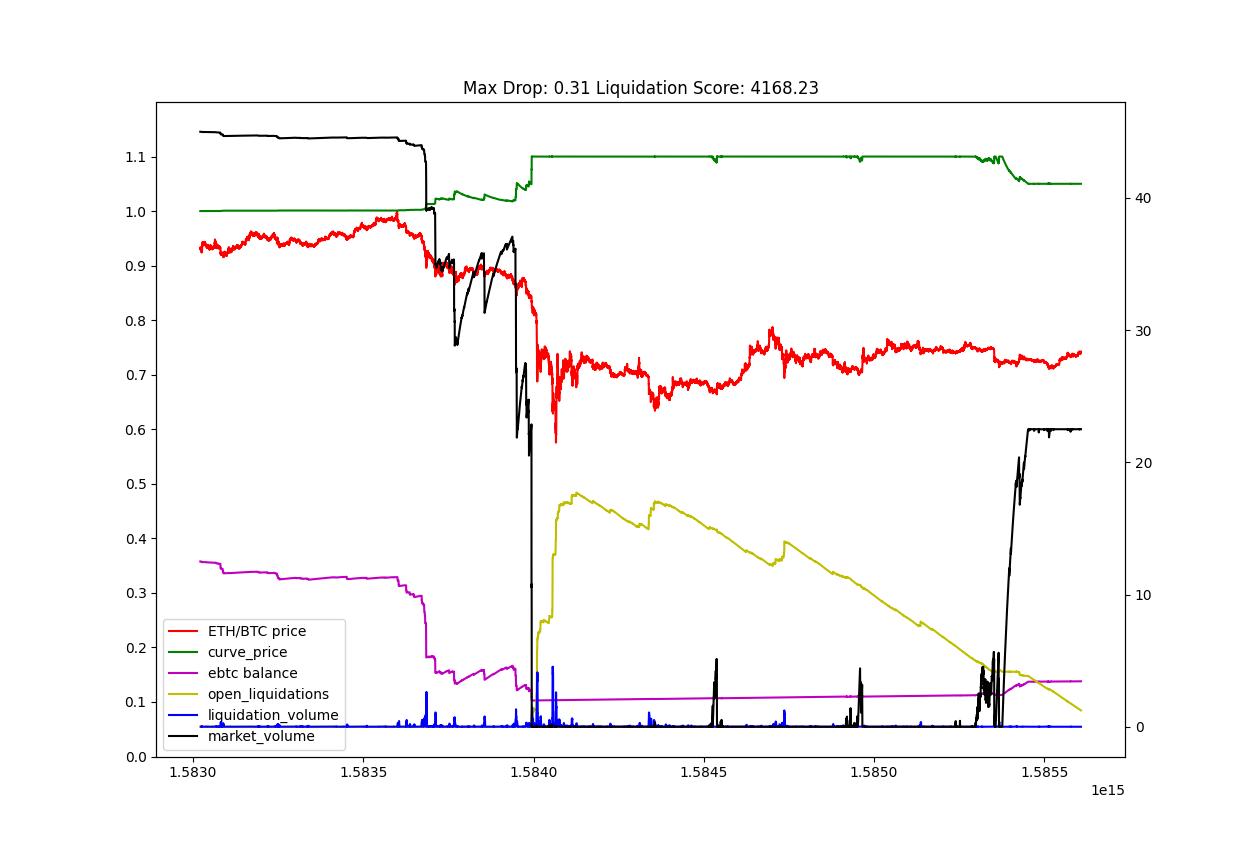 Max Drop: 0.31 Liquidation Score: 4168.23
1.1
1.0
0.9
0.8
0.7
0.6
0.5
0.4
0.3
0.2
0.1
0.0
40
30
20
10
0
ETH/BTC price
curve_price
ebtc balance
open_liquidations
liquidation_volume
market_volume
1.5830
1.5835
1.5840
1.5845
1.5850
1.5855
1e15